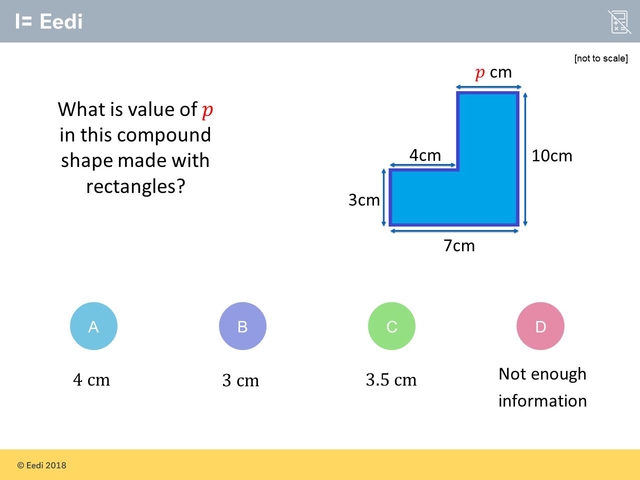 I= Eedi
[not to scale]
p cm
What is value of p
in this compound
shape made with
rectangles?
4cm
10cm
3cm
7cm
A
B
C
D
4 cm
3 cm
3.5 cm
Not enough
information
© Eedi 2018